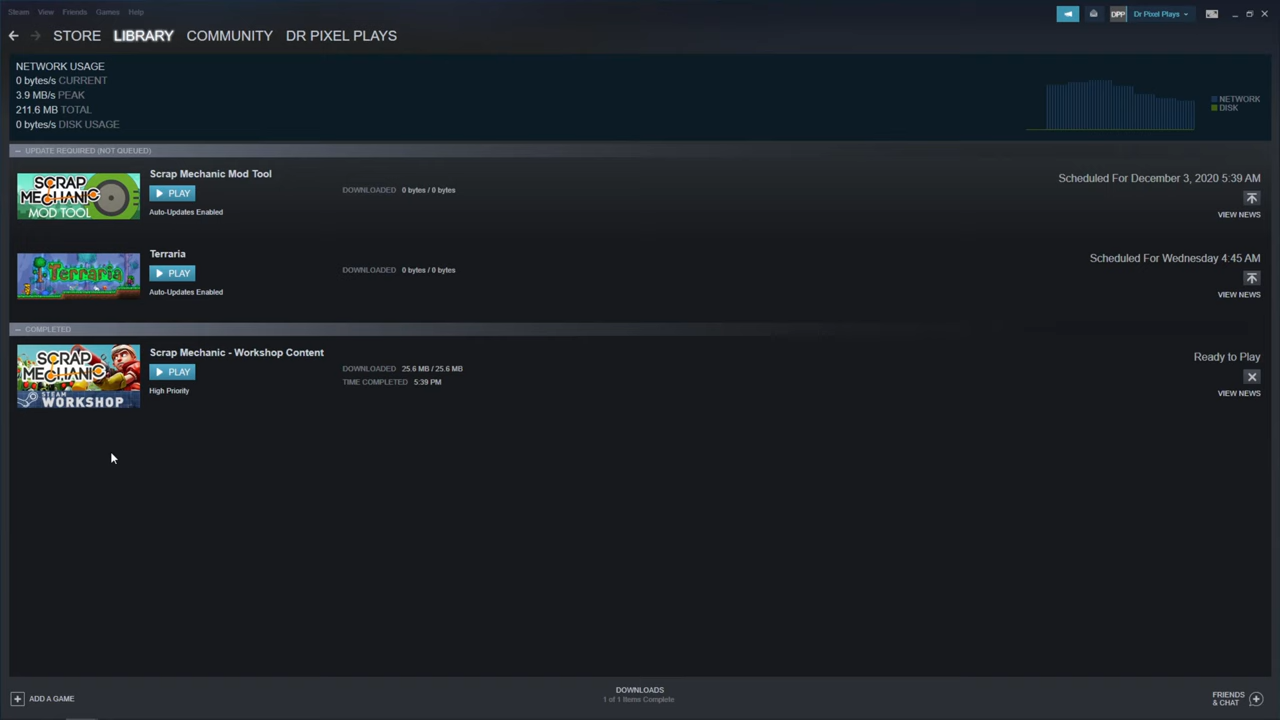 Steam View Friends Games Help
DPP Dr Pixel Plays
STORE LIBRARY COMMUNITY DR PIXEL PLAYS
NETWORK USAGE
0 bytes/s CURRENT
3.9 MB/s PEAK
211.6 MB TOTAL
0 bytes/s DISK USAGE
NETWORK
DISK
UPDATE REQUIRED (NOT QUEUED)
SCRAP MECHANIC MOD TOOL
Scrap Mechanic Mod Tool
PLAY
Auto-Updates Enabled
DOWNLOADED 0 bytes / 0 bytes
Scheduled For December 3, 2020 5:39 AM
VIEW NEWS
Terraria
Terraria
PLAY
Auto-Updates Enabled
DOWNLOADED 0 bytes / 0 bytes
Scheduled For Wednesday 4:45 AM
VIEW NEWS
COMPLETED
SCRAP MECHANIC STEAM WORKSHOP
Scrap Mechanic - Workshop Content
PLAY
High Priority
DOWNLOADED 25.6 MB / 25.6 MB
TIME COMPLETED 5:39 PM
Ready to Play
VIEW NEWS
ADD A GAME
DOWNLOADS
1 of 1 Items Complete
FRIENDS
& CHAT